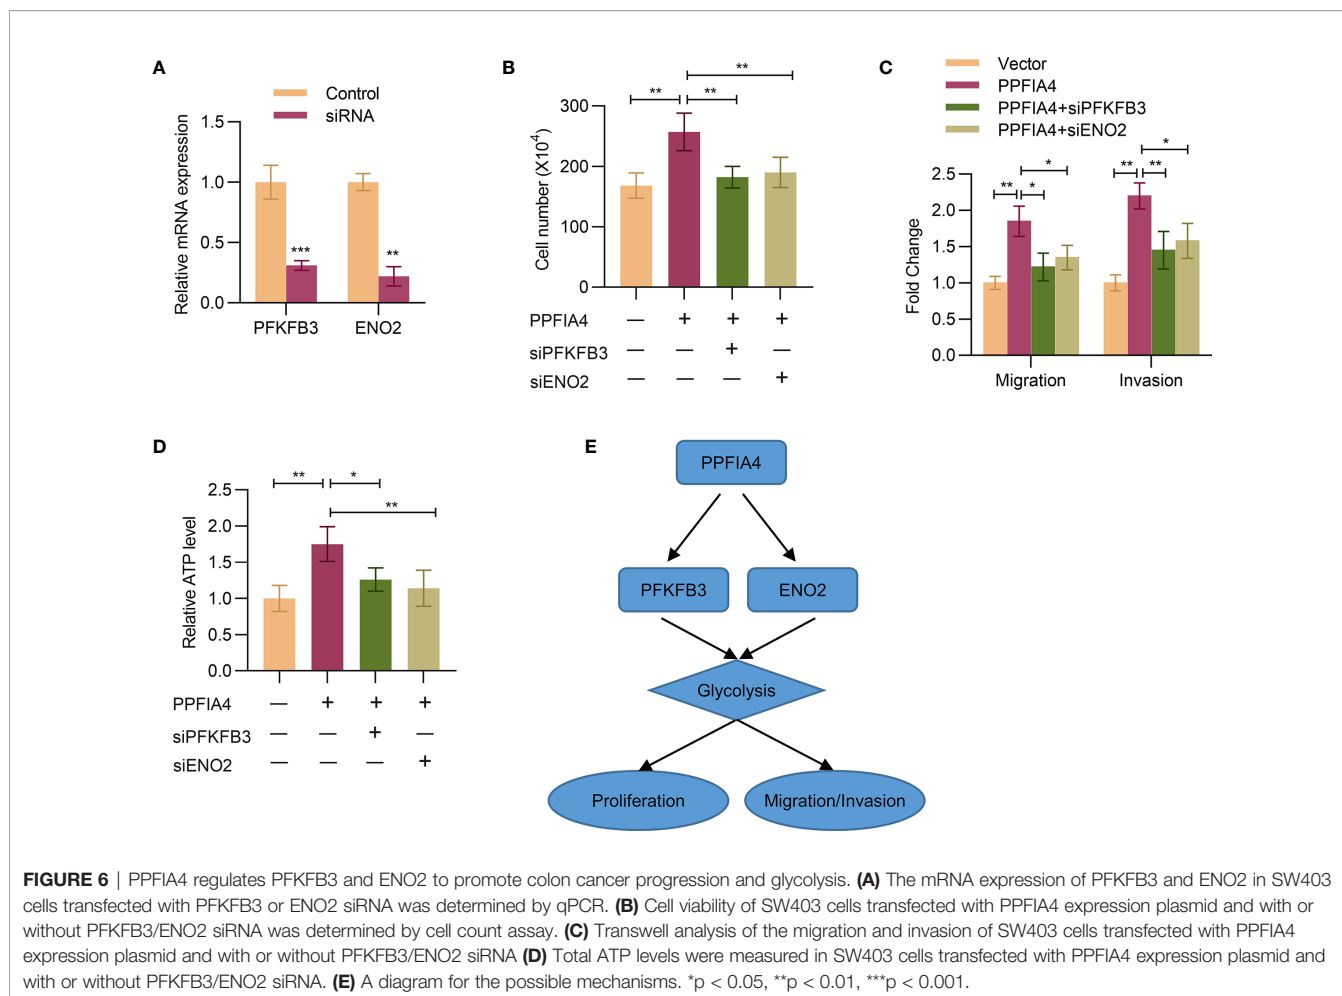 A
Control
siRNA
Relative mRNA expression
1.5
1.0
0.5
0.0
***
**
PFKFB3 ENO2
B
**
** **
Cell number (X10⁴)
300
200
100
0
PPFIA4 — + + +
siPFKFB3 — — + —
siENO2 — — — +
C
Vector
PPFIA4
PPFIA4+siPFKFB3
PPFIA4+siENO2
Fold Change
2.5
2.0
1.5
1.0
0.5
0.0
** * *
** ** *
Migration Invasion
D
** *
**
Relative ATP level
2.5
2.0
1.5
1.0
0.5
0.0
PPFIA4 — + + +
siPFKFB3 — — + —
siENO2 — — — +
E
PPFIA4
PFKFB3 ENO2
Glycolysis
Proliferation Migration/Invasion
FIGURE 6 | PPFIA4 regulates PFKFB3 and ENO2 to promote colon cancer progression and glycolysis. (A) The mRNA expression of PFKFB3 and ENO2 in SW403
cells transfected with PFKFB3 or ENO2 siRNA was determined by qPCR. (B) Cell viability of SW403 cells transfected with PPFIA4 expression plasmid and with or
without PFKFB3/ENO2 siRNA was determined by cell count assay. (C) Transwell analysis of the migration and invasion of SW403 cells transfected with PPFIA4
expression plasmid and with or without PFKFB3/ENO2 siRNA (D) Total ATP levels were measured in SW403 cells transfected with PPFIA4 expression plasmid and
with or without PFKFB3/ENO2 siRNA. (E) A diagram for the possible mechanisms. *p < 0.05, **p < 0.01, ***p < 0.001.